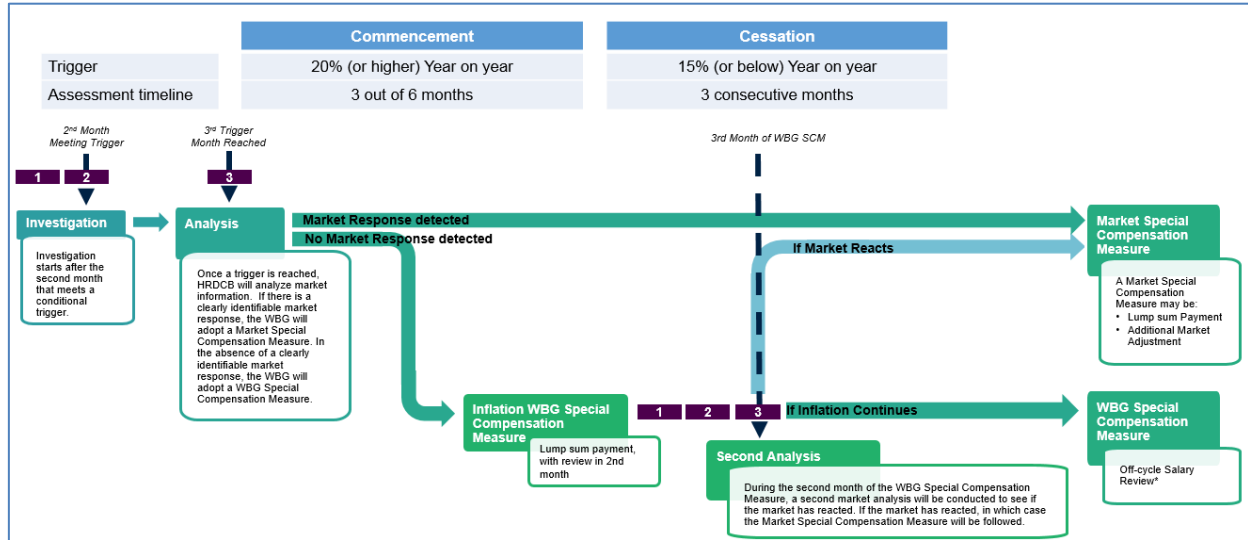 Commencement
Cessation
Trigger
20% (or higher) Year on year
15% (or below) Year on year
Assessment timeline
3 out of 6 months
3 consecutive months
2nd Month
Meeting Trigger
3rd Trigger
Month Reached
3rd Month of WBG SCM
1
2
3
Investigation
Investigation
starts after the
second month
that meets a
conditional
trigger.
Analysis
Once a trigger is reached,
HRDCB will analyze market
information. If there is a
clearly identifiable market
response, the WBG will
adopt a Market Special
Compensation Measure. In
the absence of a clearly
identifiable market
response, the WBG will
adopt a WBG Special
Compensation Measure.
Market Response detected
No Market Response detected
If Market Reacts
Market Special
Compensation
Measure
A Market Special
Compensation
Measure may be:
• Lump sum Payment
• Additional Market
Adjustment
Inflation WBG Special
Compensation
Measure
Lump sum payment,
with review in 2nd
month
1
2
3
If Inflation Continues
Second Analysis
During the second month of the WBG Special Compensation
Measure, a second market analysis will be conducted to see if
the market has reacted. If the market has reacted, in which case
the Market Special Compensation Measure will be followed.
WBG Special
Compensation
Measure
Off-cycle Salary
Review*